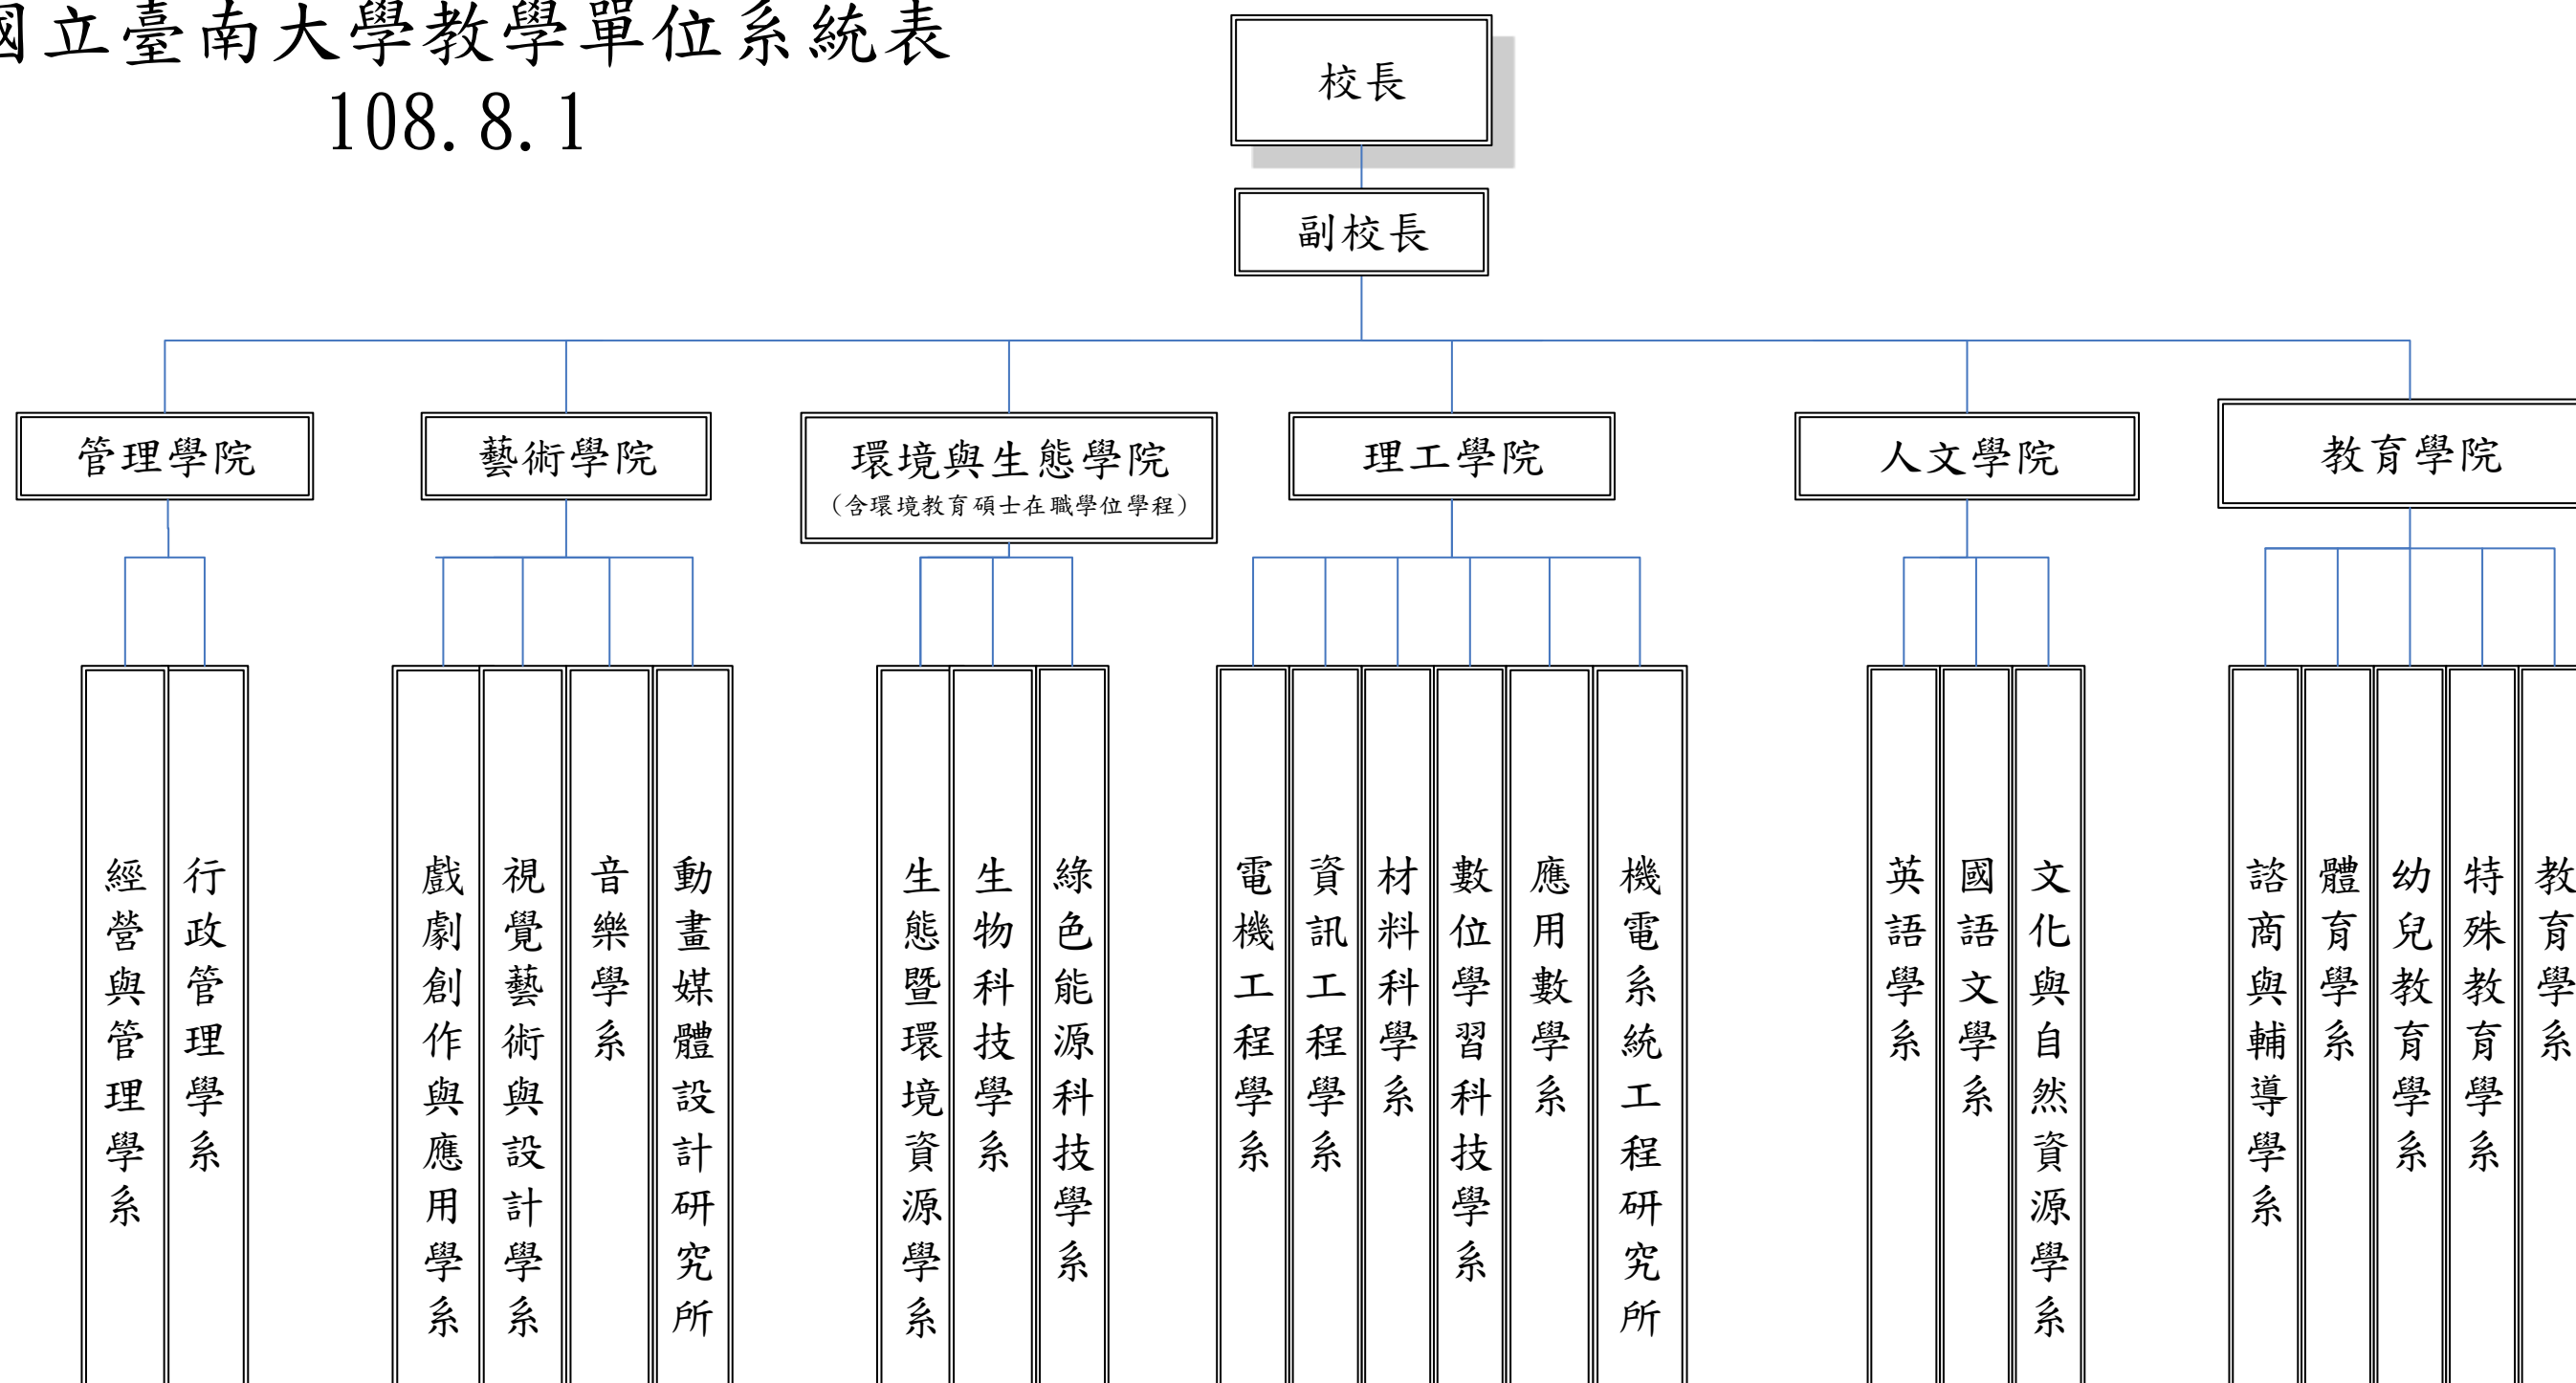 國立臺南大學教學單位系統表
108.8.1
校長
副校長
管理學院
藝術學院
環境與生態學院
(含環境教育碩士在職學位學程)
理工學院
人文學院
教育學院
經營與管理學系
行政管理學系
戲劇創作與應用學系
視覺藝術與設計學系
音樂學系
動畫媒體設計研究所
生態暨環境資源學系
生物科技學系
綠色能源科技學系
電機工程學系
資訊工程學系
材料科學系
數位學習科技學系
應用數學系
機電系統工程研究所
英語學系
國語文學系
文化與自然資源學系
諮商與輔導學系
體育學系
幼兒教育學系
特殊教育學系
教育學系